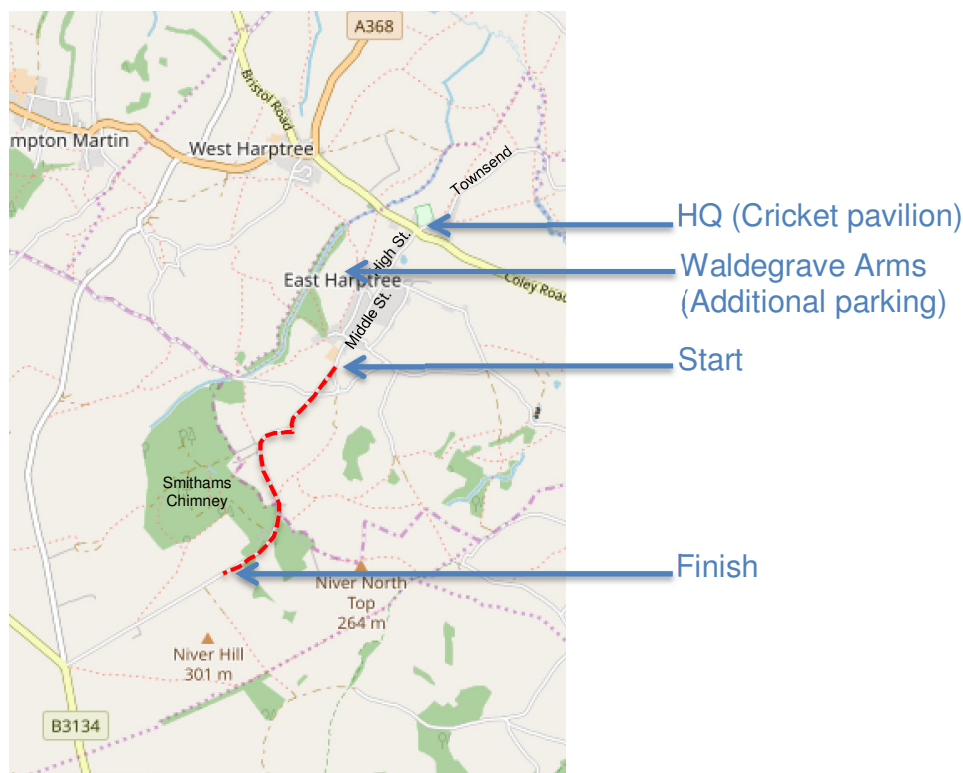 A368
Bristol Road
mpton Martin
West Harptree
Townsend
HQ (Cricket pavilion)
High St.
Waldegrave Arms
(Additional parking)
East Harptree
Coley Road
Middle St.
Start
Smithams
Chimney
Finish
Niver North
Top
264 m
Niver Hill
301 m
B3134